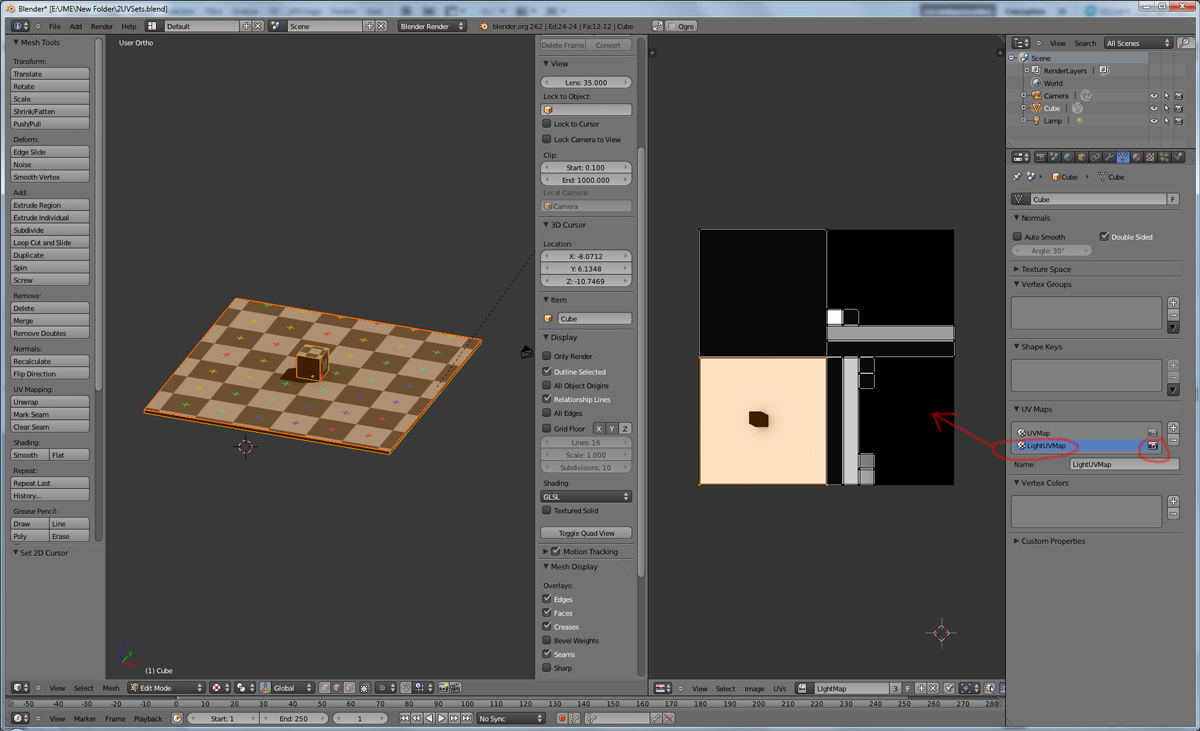 Blender* [E:\JME\New Folder\2UVSets.blend]
File Add Render Help
Default
Scene
Blender Render
blender.org 262 | Ed:24-24 | Fa:12-12 | Cube
Ogre
Mesh Tools
Transform:
Translate
Rotate
Scale
Shrink/Fatten
Push/Pull
Deform:
Edge Slide
Noise
Smooth Vertex
Add:
Extrude Region
Extrude Individual
Subdivide
Loop Cut and Slide
Duplicate
Spin
Screw
Remove:
Delete
Merge
Remove Doubles
Normals:
Recalculate
Flip Direction
UV Mapping:
Unwrap
Mark Seam
Clear Seam
Shading:
Smooth Flat
Repeat:
Repeat Last
History...
Grease Pencil:
Draw Line
Poly Erase
Set 2D Cursor
User Ortho
(1) Cube
Delete Frame Convert
View
Lens: 35.000
Lock to Object:
Lock to Cursor
Lock Camera to View
Clip:
Start: 0.100
End: 1000.000
Local Camera:
Camera
3D Cursor
Location:
X: -8.0712
Y: 6.1348
Z: -10.7469
Item
Cube
Display
Only Render
Outline Selected
All Object Origins
Relationship Lines
All Edges
Grid Floor X Y Z
Lines: 16
Scale: 1.000
Subdivisions: 10
Shading:
GLSL
Textured Solid
Toggle Quad View
Motion Tracking
Mesh Display
Overlays:
Edges
Faces
Creases
Bevel Weights
Seams
Sharp
View Search All Scenes
Scene
RenderLayers
World
Camera
Cube
Lamp
Cube Cube
Cube F
Normals
Auto Smooth
Double Sided
Angle: 30°
Texture Space
Vertex Groups
Shape Keys
UV Maps
UVMap
LightUVMap
Name: LightUVMap
Vertex Colors
Custom Properties
View Select Mesh Edit Mode Global
View Select Image UVs LightMap 3 F
-50 -40 -30 -20 -10 0 10 20 30 40 50 60 70 80 90 100 110 120 130 140 150 160 170 180 190 200 210 220 230 240 250 260 270 280
View Marker Frame Playback Start: 1 End: 250 1 No Sync